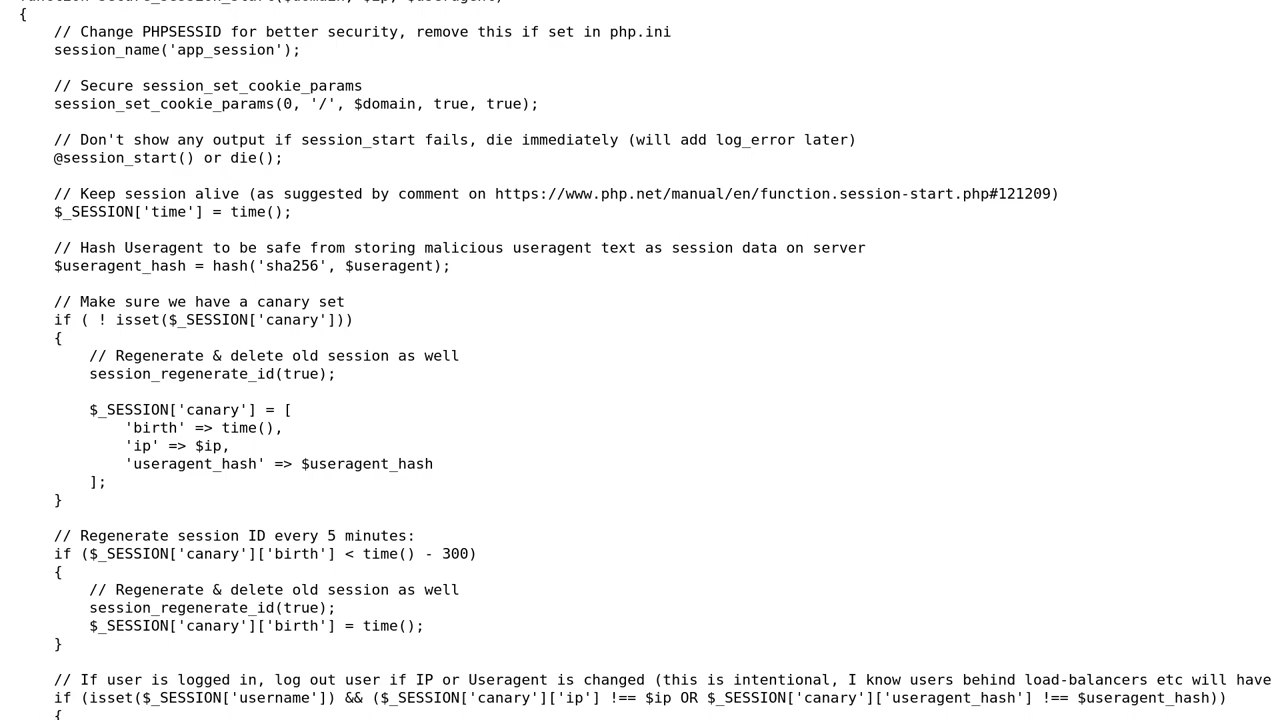 {
    // Change PHPSESSID for better security, remove this if set in php.ini
    session_name('app_session');

    // Secure session_set_cookie_params
    session_set_cookie_params(0, '/', $domain, true, true);

    // Don't show any output if session_start fails, die immediately (will add log_error later)
    @session_start() or die();

    // Keep session alive (as suggested by comment on https://www.php.net/manual/en/function.session-start.php#121209)
    $_SESSION['time'] = time();

    // Hash Useragent to be safe from storing malicious useragent text as session data on server
    $useragent_hash = hash('sha256', $useragent);

    // Make sure we have a canary set
    if ( ! isset($_SESSION['canary']))
    {
        // Regenerate & delete old session as well
        session_regenerate_id(true);

        $_SESSION['canary'] = [
            'birth' => time(),
            'ip' => $ip,
            'useragent_hash' => $useragent_hash
        ];
    }

    // Regenerate session ID every 5 minutes:
    if ($_SESSION['canary']['birth'] < time() - 300)
    {
        // Regenerate & delete old session as well
        session_regenerate_id(true);
        $_SESSION['canary']['birth'] = time();
    }

    // If user is logged in, log out user if IP or Useragent is changed (this is intentional, I know users behind load-balancers etc will have
    if (isset($_SESSION['username']) && ($_SESSION['canary']['ip'] !== $ip OR $_SESSION['canary']['useragent_hash'] !== $useragent_hash))
    {